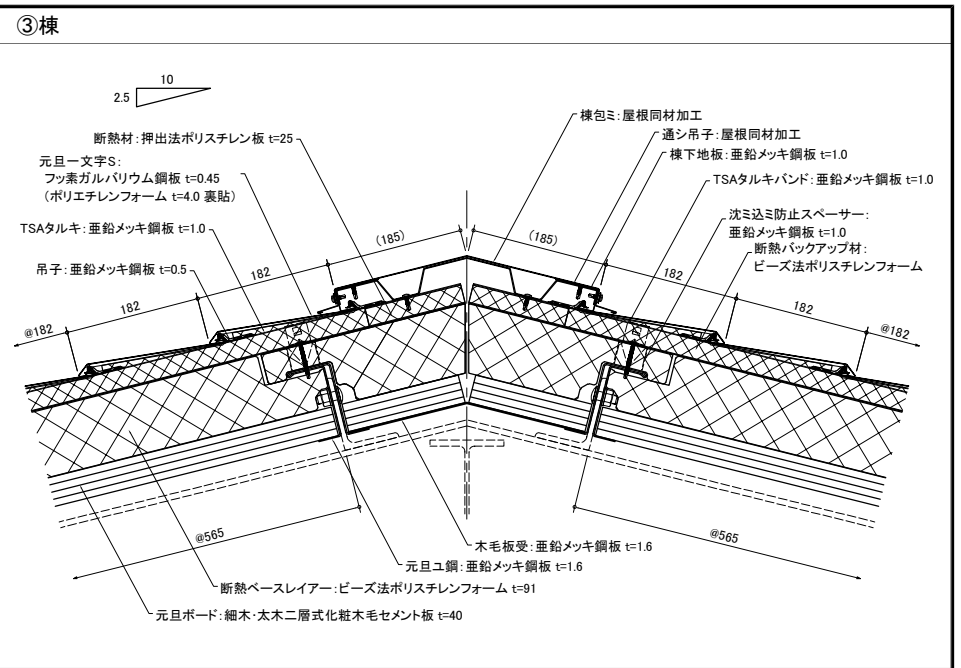 ③棟
10
2.5
断熱材：押出法ポリスチレン板 t=25
元旦一文字S：
フッ素ガルバリウム鋼板 t=0.45
（ポリエチレンフォーム t=4.0 裏貼）
TSAタルキ：亜鉛メッキ鋼板 t=1.0
吊子：亜鉛メッキ鋼板 t=0.5
棟包ミ：屋根同材加工
通シ吊子：屋根同材加工
棟下地板：亜鉛メッキ鋼板 t=1.0
TSAタルキバンド：亜鉛メッキ鋼板 t=1.0
沈ミ込ミ防止スペーサー：
亜鉛メッキ鋼板 t=1.0
断熱バックアップ材：
ビーズ法ポリスチレンフォーム
@182
182
182
(185)
(185)
182
182
@182
@565
@565
木毛板受：亜鉛メッキ鋼板 t=1.6
元旦ユ鋼：亜鉛メッキ鋼板 t=1.6
断熱ベースレイアー：ビーズ法ポリスチレンフォーム t=91
元旦ボード：細木・太木二層式化粧木毛セメント板 t=40